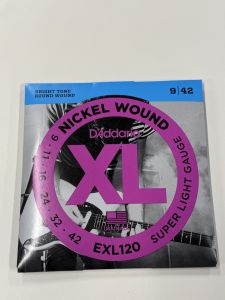 BRIGHT TONE
ROUND WOUND
9|42
NICKEL WOUND
D'Addario
XL
9 - 11 - 16 - 24 - 32 - 42
EXL120
SUPER LIGHT GAUGE